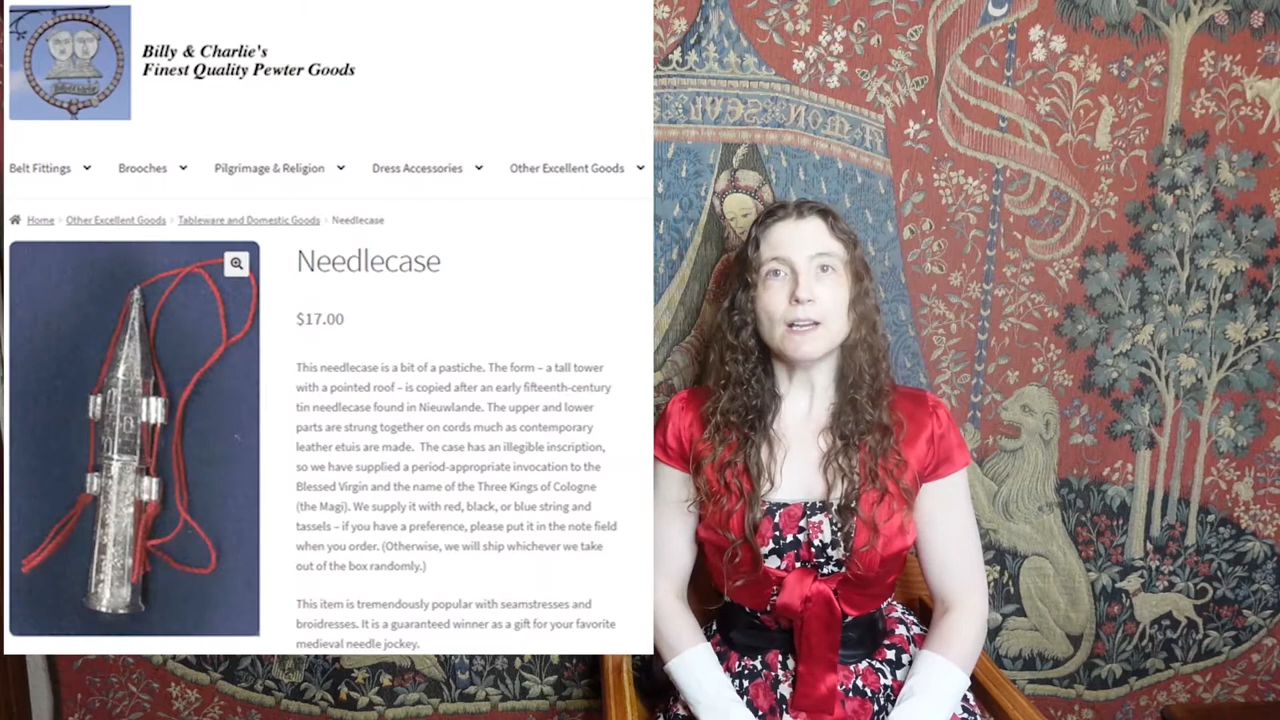 Billy & Charlie's
Finest Quality Pewter Goods
Belt Fittings Brooches Pilgrimage & Religion Dress Accessories Other Excellent Goods
Home Other Excellent Goods Tableware and Domestic Goods Needlecase
Needlecase
$17.00
This needlecase is a bit of a pastiche. The form – a tall tower
with a pointed roof – is copied after an early fifteenth-century
tin needlecase found in Nieuwlande. The upper and lower
parts are strung together on cords much as contemporary
leather etuis are made. The case has an illegible inscription,
so we have supplied a period-appropriate invocation to the
Blessed Virgin and the name of the Three Kings of Cologne
(the Magi). We supply it with red, black, or blue string and
tassels – if you have a preference, please put it in the note field
when you order. (Otherwise, we will ship whichever we take
out of the box randomly.)
This item is tremendously popular with seamstresses and
broidresses. It is a guaranteed winner as a gift for your favorite
medieval needle jockey.
MON SEUL